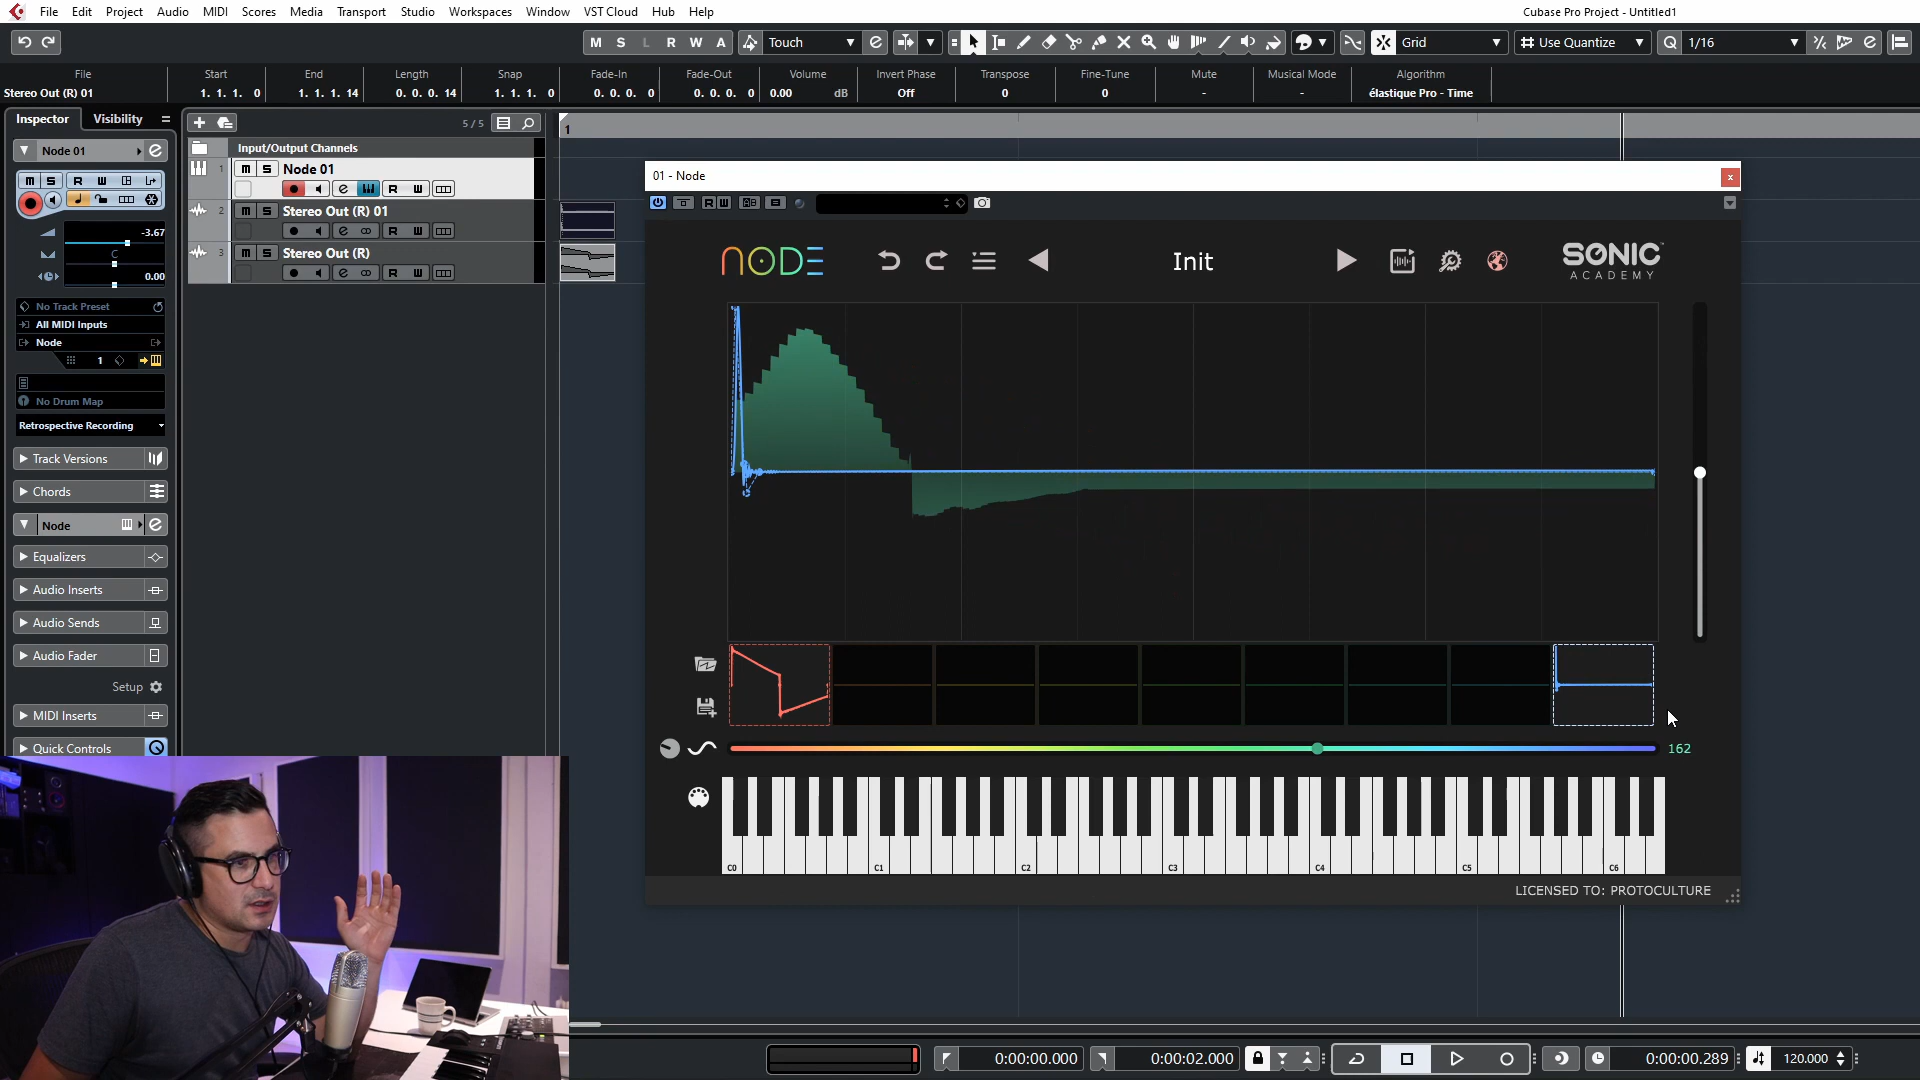 File Edit Project Audio MIDI Scores Media Transport Studio Workspaces Window VST Cloud Hub Help
Cubase Pro Project - Untitled1
M S L R W A Touch Grid Use Quantize Q 1/16
File Start End Length Snap Fade-In Fade-Out Volume Invert Phase Transpose Fine-Tune Mute Musical Mode Algorithm
Stereo Out (R) 01 1. 1. 1. 0 1. 1. 1. 14 0. 0. 0. 14 1. 1. 1. 0 0. 0. 0. 0 0. 0. 0. 0 0.00 dB Off 0 0 - - élastique Pro - Time
Inspector Visibility
5 / 5
1
Node 01
M S R W
-3.67
C
0.00
No Track Preset
All MIDI Inputs
Node
1
No Drum Map
Retrospective Recording
Track Versions
Chords
Node
Equalizers
Audio Inserts
Audio Sends
Audio Fader
Setup
MIDI Inserts
Quick Controls
Input/Output Channels
1 M S Node 01
R W
2 M S Stereo Out (R) 01
R W
3 M S Stereo Out (R)
R W
01 - Node
x
R W
NODE
Init
SONIC
ACADEMY
162
C0 C1 C2 C3 C4 C5 C6
LICENSED TO: PROTOCULTURE
0:00:00.000 0:00:02.000 0:00:00.289 120.000